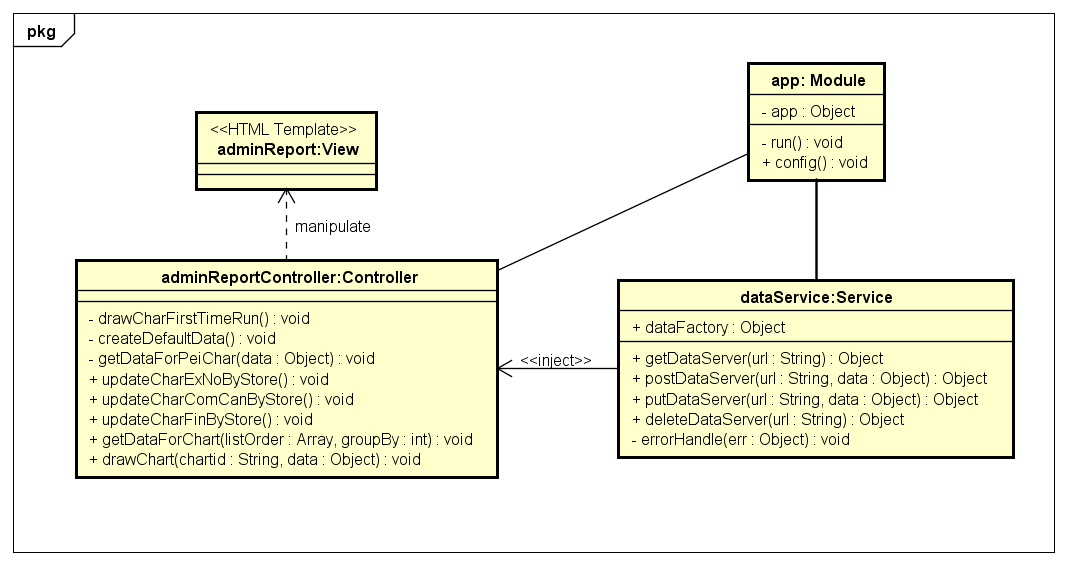 pkg
app: Module
- app : Object
- run() : void
+ config() : void
<<HTML Template>>
adminReport:View
manipulate
adminReportController:Controller
- drawCharFirstTimeRun() : void
- createDefaultData() : void
- getDataForPeiChar(data : Object) : void
+ updateCharExNoByStore() : void
+ updateCharComCanByStore() : void
+ updateCharFinByStore() : void
+ getDataForChart(listOrder : Array, groupBy : int) : void
+ drawChart(chartid : String, data : Object) : void
<<inject>>
dataService:Service
+ dataFactory : Object
+ getDataServer(url : String) : Object
+ postDataServer(url : String, data : Object) : Object
+ putDataServer(url : String, data : Object) : Object
+ deleteDataServer(url : String) : Object
- errorHandle(err : Object) : void